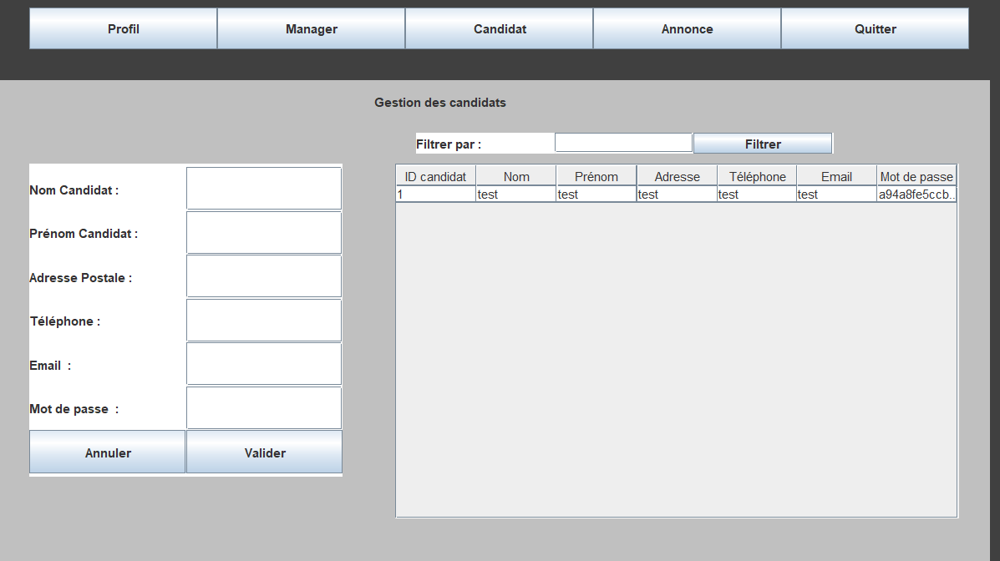 Profil Manager Candidat Annonce Quitter
Gestion des candidats
Filtrer par : Filtrer
ID candidat Nom Prénom Adresse Téléphone Email Mot de passe
1 test test test test test a94a8fe5ccb..
Nom Candidat :
Prénom Candidat :
Adresse Postale :
Téléphone :
Email :
Mot de passe :
Annuler Valider